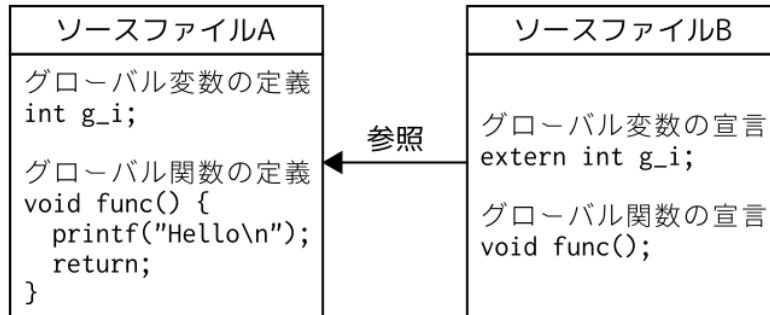 ソースファイルA
グローバル変数の定義
int g_i;
グローバル関数の定義
void func() {
  printf("Hello\n");
  return;
}
参照
ソースファイルB
グローバル変数の宣言
extern int g_i;
グローバル関数の宣言
void func();